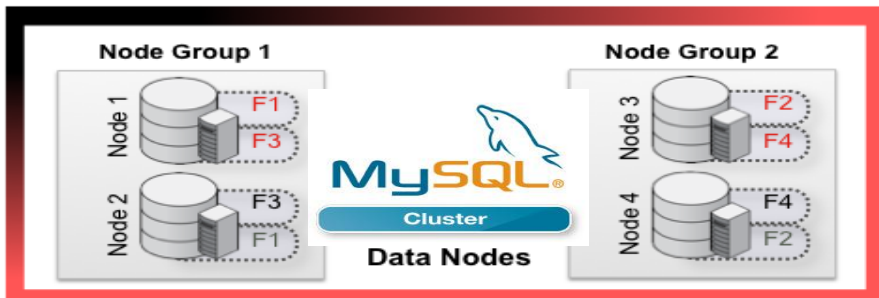 Node Group 1
Node 1
F1
F3
Node 2
F3
F1
MySQL®
Cluster
Data Nodes
Node Group 2
Node 3
F2
F4
Node 4
F4
F2